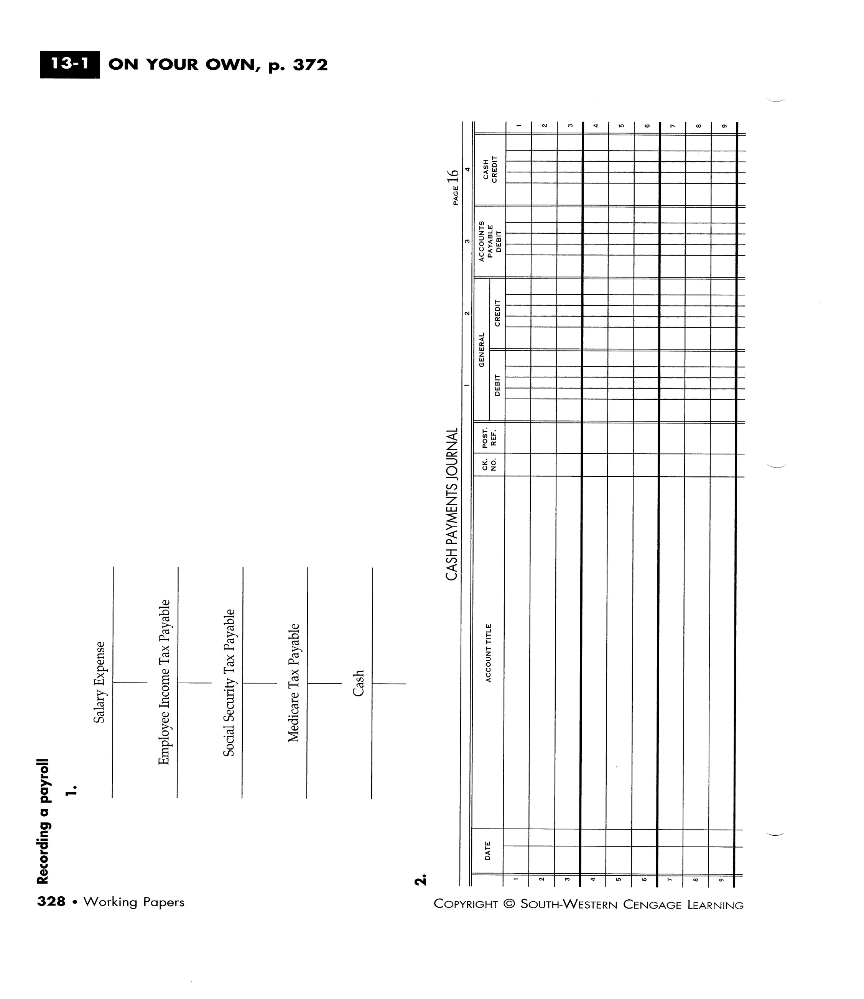 13-1 ON YOUR OWN, p. 372
Recording a payroll
1.
Salary Expense
Employee Income Tax Payable
Social Security Tax Payable
Medicare Tax Payable
Cash
2.
CASH PAYMENTS JOURNAL
PAGE 16
1 2 3 4
DATE ACCOUNT TITLE CK. NO. POST. REF. GENERAL DEBIT CREDIT ACCOUNTS PAYABLE DEBIT CASH CREDIT
1 1
2 2
3 3
4 4
5 5
6 6
7 7
8 8
9 9
328 • Working Papers
COPYRIGHT © SOUTH-WESTERN CENGAGE LEARNING